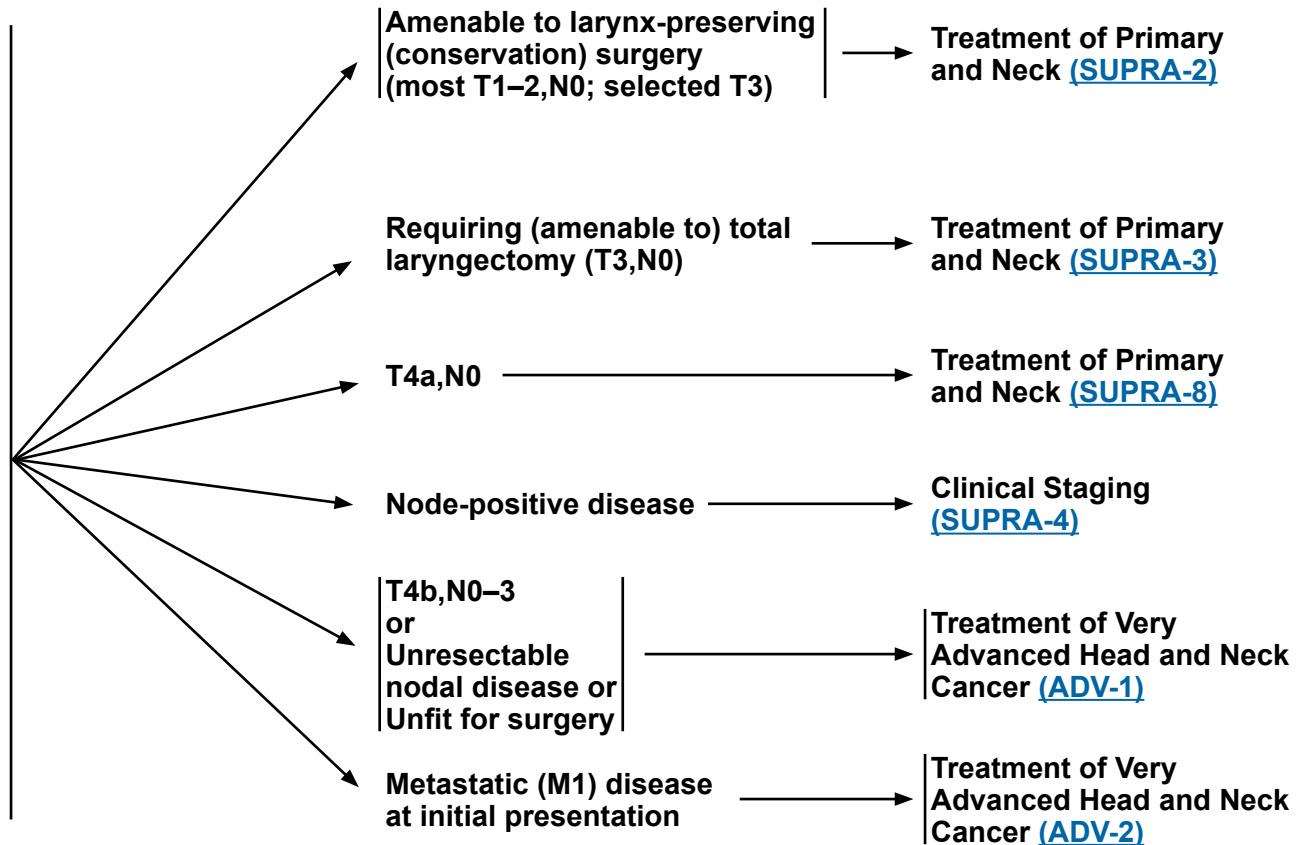 Amenable to larynx-preserving
(conservation) surgery
(most T1–2,N0; selected T3)
Treatment of Primary
and Neck (SUPRA-2)
Requiring (amenable to) total
laryngectomy (T3,N0)
Treatment of Primary
and Neck (SUPRA-3)
T4a,N0
Treatment of Primary
and Neck (SUPRA-8)
Node-positive disease
Clinical Staging
(SUPRA-4)
T4b,N0–3
or
Unresectable
nodal disease or
Unfit for surgery
Treatment of Very
Advanced Head and Neck
Cancer (ADV-1)
Metastatic (M1) disease
at initial presentation
Treatment of Very
Advanced Head and Neck
Cancer (ADV-2)